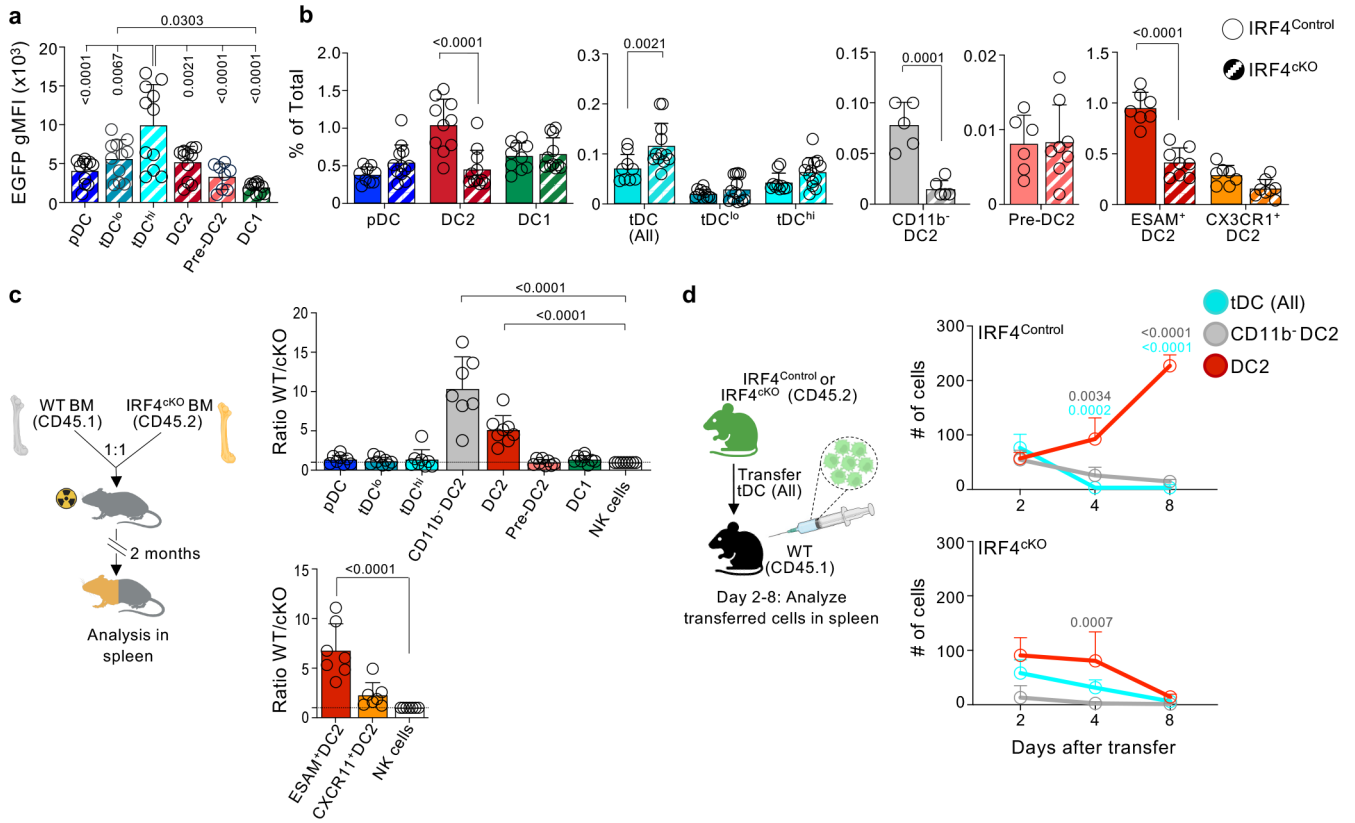 a
0.0303
EGFP gMFI (x10³)
20
15
10
5
0
<0.0001
0.0067
0.0021
<0.0001
<0.0001
pDC
tDC^lo
tDC^hi
DC2
Pre-DC2
DC1
b
IRF4^Control
IRF4^cKO
% of Total
2.0
1.5
1.0
0.5
0.0
<0.0001
pDC
DC2
DC1
0.3
0.2
0.1
0.0
0.0021
tDC
(All)
tDC^lo
tDC^hi
0.15
0.10
0.05
0.00
0.0001
CD11b⁻
DC2
0.02
0.01
0.00
Pre-DC2
1.5
1.0
0.5
0.0
<0.0001
ESAM⁺
DC2
CX3CR1⁺
DC2
c
WT BM
(CD45.1)
IRF4^cKO BM
(CD45.2)
1:1
2 months
Analysis in
spleen
<0.0001
<0.0001
Ratio WT/cKO
20
15
10
5
0
pDC
tDC^lo
tDC^hi
CD11b⁻ DC2
DC2
Pre-DC2
DC1
NK cells
<0.0001
Ratio WT/cKO
15
10
5
0
ESAM⁺DC2
CXCR11⁺DC2
NK cells
d
IRF4^Control or
IRF4^cKO (CD45.2)
Transfer
tDC (All)
WT
(CD45.1)
Day 2-8: Analyze
transferred cells in spleen
tDC (All)
CD11b⁻ DC2
DC2
IRF4^Control
# of cells
300
200
100
0
0.0034
0.0002
<0.0001
<0.0001
2
4
8
IRF4^cKO
# of cells
300
200
100
0
0.0007
2
4
8
Days after transfer